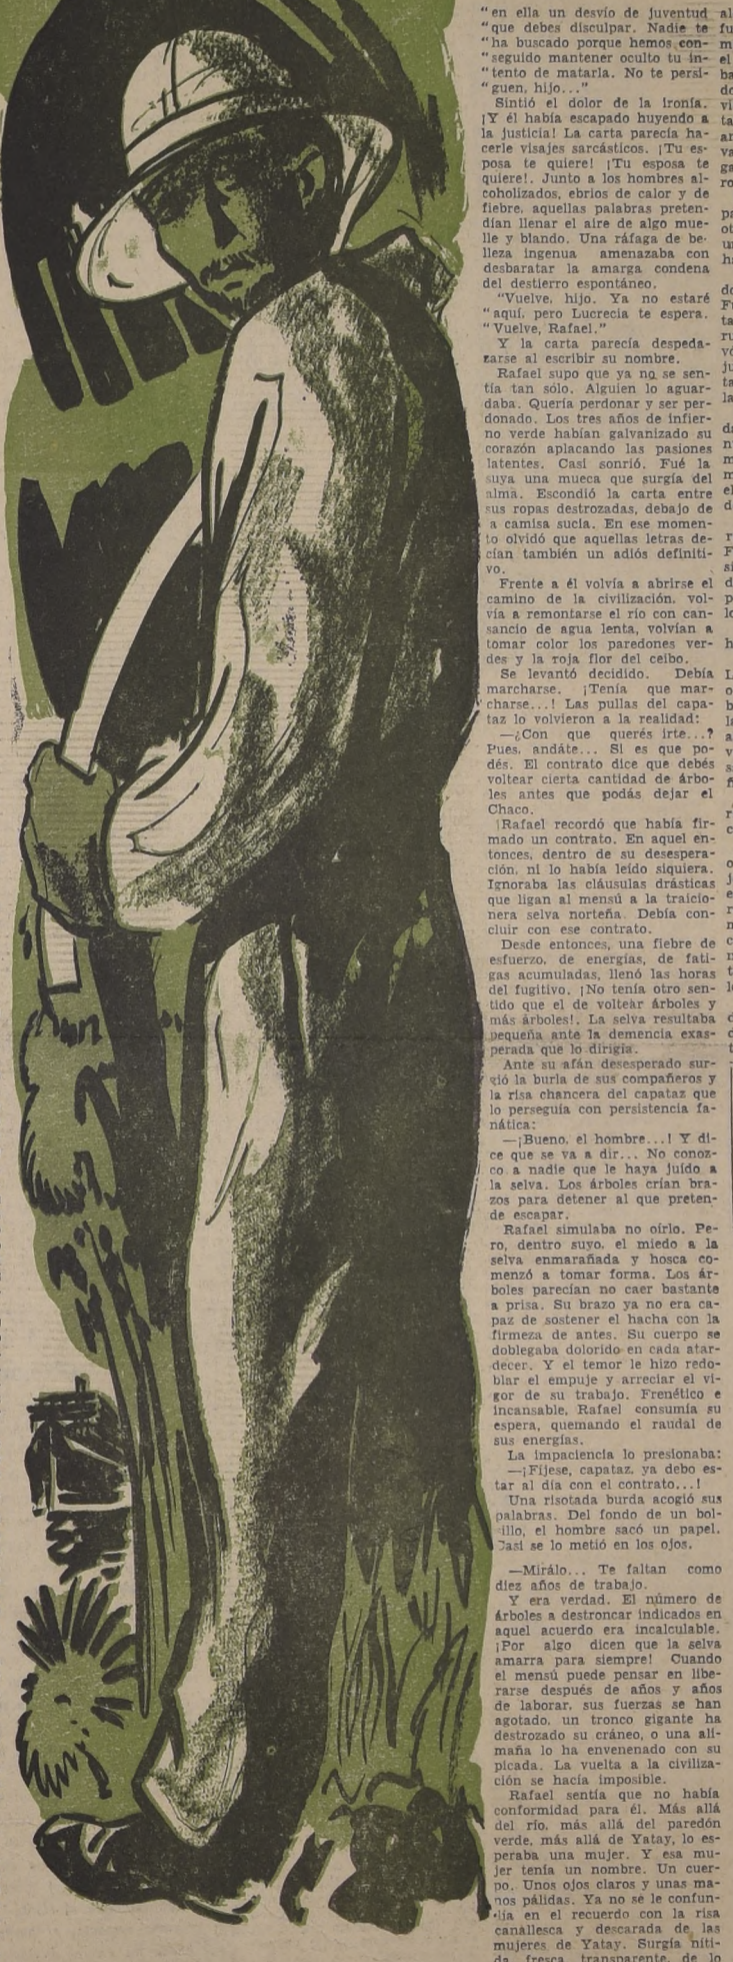 "en ella un desvío de juventud
"que debes disculpar. Nadie te
"ha buscado porque hemos con-
"seguido mantener oculto tu in-
"tento de matarla. No te persi-
"guen, hijo..."
Sintió el dolor de la ironía.
¡Y él había escapado huyendo a
la justicia! La carta parecía ha-
cerle visajes sarcásticos. ¡Tu es-
posa te quiere! ¡Tu esposa te
quiere!. Junto a los hombres al-
coholizados, ebrios de calor y de
fiebre, aquellas palabras preten-
dían llenar el aire de algo mue-
lle y blando. Una ráfaga de be-
lleza ingenua amenazaba con
desbaratar la amarga condena
del destierro espontáneo.
"Vuelve, hijo. Ya no estaré
"aquí, pero Lucrecia te espera.
"Vuelve, Rafael."
Y la carta parecía despeda-
zarse al escribir su nombre.
Rafael supo que ya no se sen-
tía tan sólo. Alguien lo aguar-
daba. Quería perdonar y ser per-
donado. Los tres años de infier-
no verde habían galvanizado su
corazón aplacando las pasiones
latentes. Casi sonrió. Fué la
suya una mueca que surgía del
alma. Escondió la carta entre
sus ropas destrozadas, debajo de
a camisa sucia. En ese momen-
to olvidó que aquellas letras de-
cían también un adiós definiti-
vo.
Frente a él volvía a abrirse el
camino de la civilización, vol-
vía a remontarse el río con can-
sancio de agua lenta, volvían a
tomar color los paredones ver-
des y la roja flor del ceibo.
Se levantó decidido. Debía
marcharse. ¡Tenía que mar-
charse...! Las pullas del capa-
taz lo volvieron a la realidad:
—¿Con que querés irte...?
Pues, andáte... Si es que po-
dés. El contrato dice que debés
voltear cierta cantidad de árbo-
les antes que podás dejar el
Chaco.
Rafael recordó que había fir-
mado un contrato. En aquel en-
tonces, dentro de su desespera-
ción, ni lo había leído siquiera.
Ignoraba las cláusulas drásticas
que ligan al mensú a la traicio-
nera selva norteña. Debía con-
cluir con ese contrato.
Desde entonces, una fiebre de
esfuerzo, de energías, de fati-
gas acumuladas, llenó las horas
del fugitivo. ¡No tenía otro sen-
tido que el de voltear árboles y
más árboles!. La selva resultaba
pequeña ante la demencia exas-
perada que lo dirigía.
Ante su afán desesperado sur-
gió la burla de sus compañeros y
la risa chancera del capataz que
lo perseguía con persistencia fa-
nática:
—¡Bueno, el hombre...! Y di-
ce que se va a dir... No conoz-
co a nadie que le haya juído a
la selva. Los árboles crían bra-
zos para detener al que preten-
de escapar.
Rafael simulaba no oírlo. Pe-
ro, dentro suyo, el miedo a la
selva enmarañada y hosca co-
menzó a tomar forma. Los ár-
boles parecían no caer bastante
a prisa. Su brazo ya no era ca-
paz de sostener el hacha con la
firmeza de antes. Su cuerpo se
doblegaba dolorido en cada atar-
decer. Y el temor le hizo redo-
blar el empuje y arreciar el vi-
gor de su trabajo. Frenético e
incansable, Rafael consumía su
espera, quemando el raudal de
sus energías.
La impaciencia lo presionaba:
—¡Fíjese, capataz, ya debo es-
tar al día con el contrato...!
Una risotada burda acogió sus
palabras. Del fondo de un bol-
illo, el hombre sacó un papel.
Casi se lo metió en los ojos.
—Mirálo... Te faltan como
diez años de trabajo.
Y era verdad. El número de
árboles a destroncar indicados en
aquel acuerdo era incalculable.
¡Por algo dicen que la selva
amarra para siempre! Cuando
el mensú puede pensar en libe-
rarse después de años y años
de laborar, sus fuerzas se han
agotado, un tronco gigante ha
destrozado su cráneo, o una ali-
maña lo ha envenenado con su
picada. La vuelta a la civiliza-
ción se hacía imposible.
Rafael sentía que no había
conformidad para él. Más allá
del río, más allá del paredón
verde, más allá de Yatay, lo es-
peraba una mujer. Y esa mu-
jer tenía un nombre. Un cuer-
po. Unos ojos claros y unas ma-
nos pálidas. Ya no se le confun-
día en el recuerdo con la risa
canallesca y descarada de las
mujeres de Yatay. Surgía níti-
da, fresca, transparente, de lo